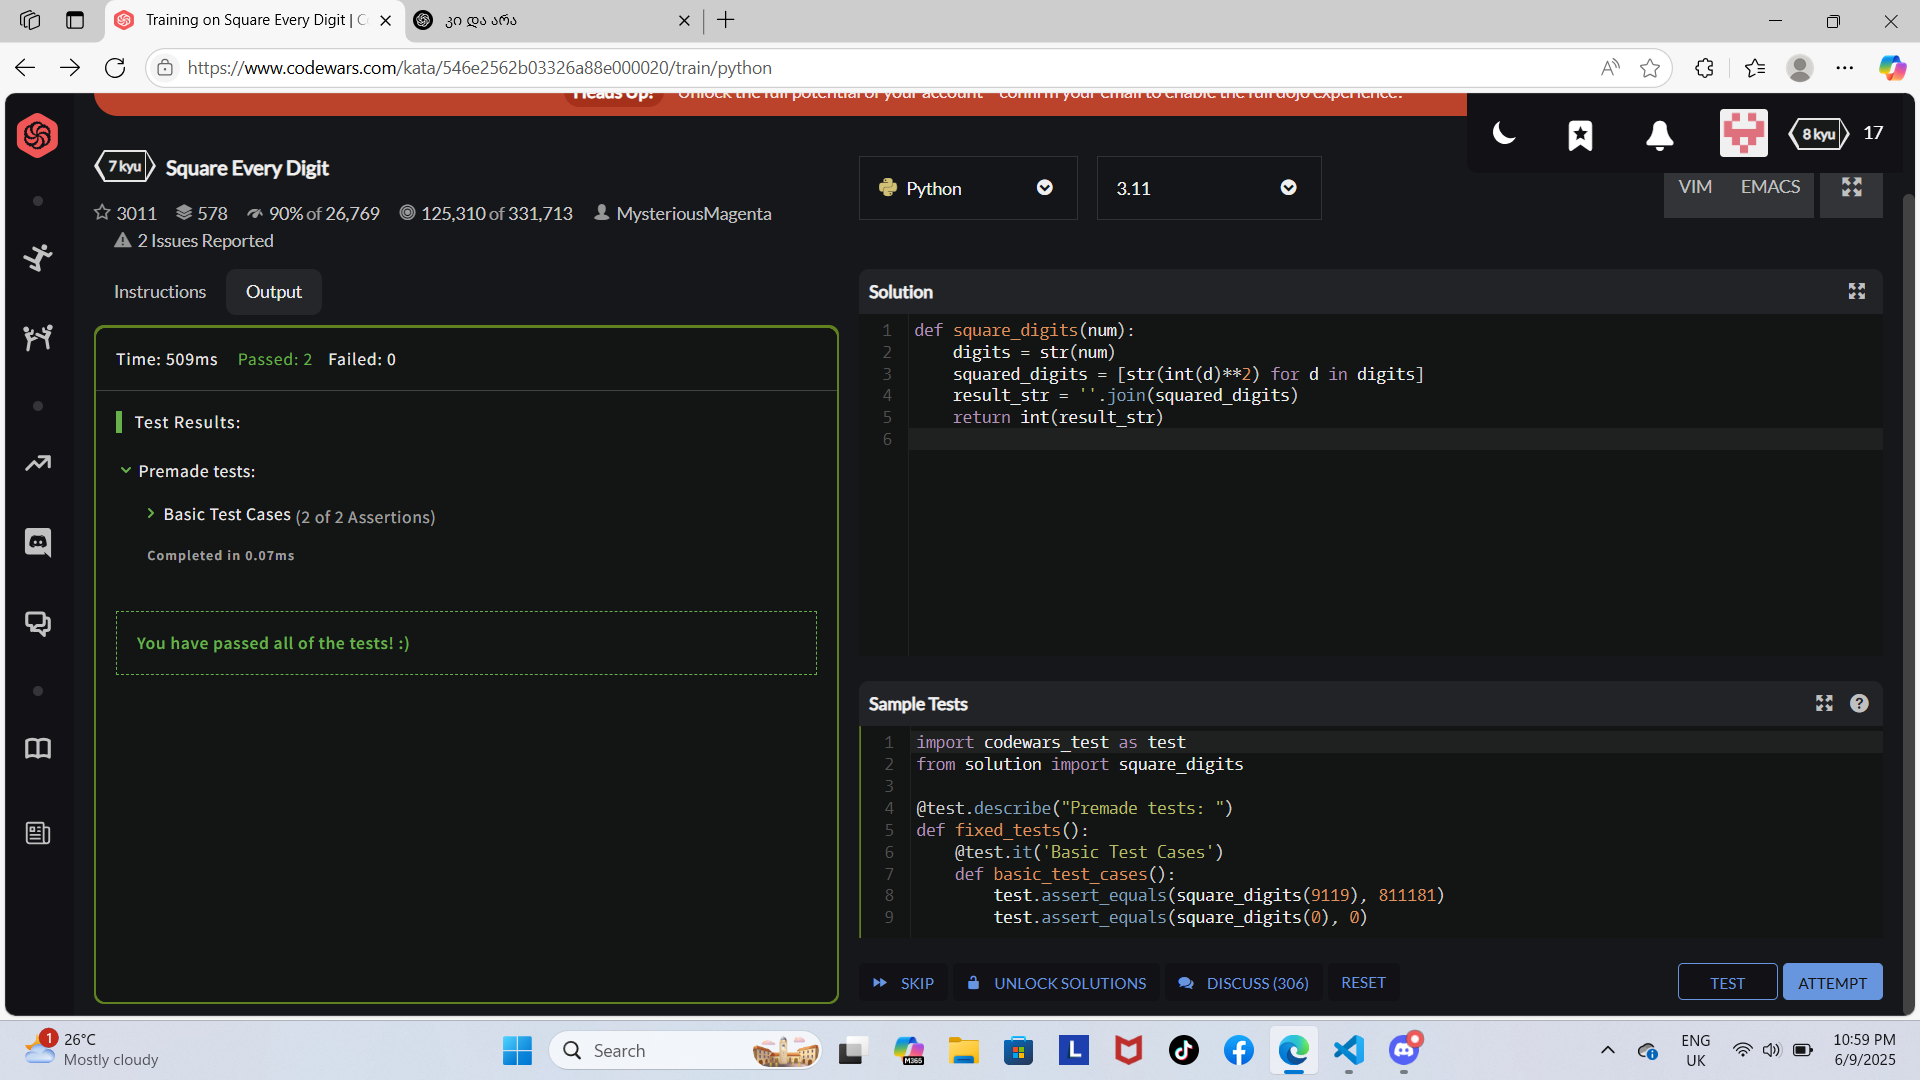 Training on Square Every Digit | C
კი და არა
https://www.codewars.com/kata/546e2562b03326a88e000020/train/python
Heads Up! Unlock the full potential of your account - confirm your email to enable the full dojo experience.
8 kyu 17
7 kyu Square Every Digit
3011 578 90% of 26,769 125,310 of 331,713 MysteriousMagenta
2 Issues Reported
Python
3.11
VIM EMACS
Instructions Output
Time: 509ms Passed: 2 Failed: 0
Test Results:
Premade tests:
Basic Test Cases (2 of 2 Assertions)
Completed in 0.07ms
You have passed all of the tests! :)
Solution
1 def square_digits(num):
2 digits = str(num)
3 squared_digits = [str(int(d)**2) for d in digits]
4 result_str = ''.join(squared_digits)
5 return int(result_str)
6
Sample Tests
1 import codewars_test as test
2 from solution import square_digits
3
4 @test.describe("Premade tests: ")
5 def fixed_tests():
6 @test.it('Basic Test Cases')
7 def basic_test_cases():
8 test.assert_equals(square_digits(9119), 811181)
9 test.assert_equals(square_digits(0), 0)
SKIP UNLOCK SOLUTIONS DISCUSS (306) RESET TEST ATTEMPT
1
26°C
Mostly cloudy
Search
M365
L
ENG
UK
10:59 PM
6/9/2025